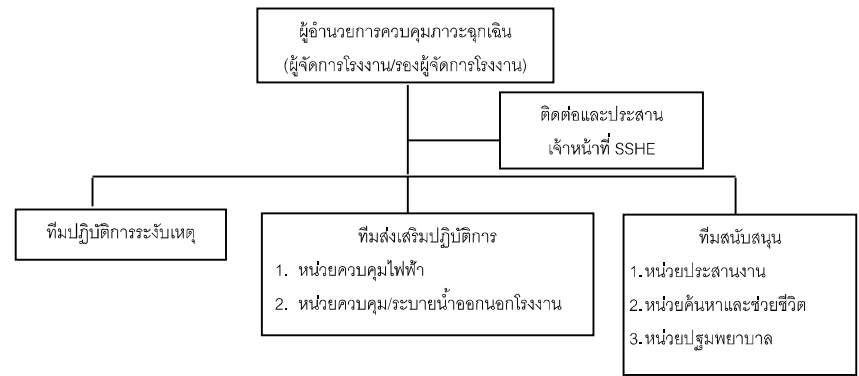 ผู้อำนวยการควบคุมภาวะฉุกเฉิน
(ผู้จัดการโรงงาน/รองผู้จัดการโรงงาน)
ติดต่อและประสาน
เจ้าหน้าที่ SSHE
ทีมปฏิบัติการระงับเหตุ
ทีมส่งเสริมปฏิบัติการ
1. หน่วยควบคุมไฟฟ้า
2. หน่วยควบคุม/ระบายน้ำออกนอกโรงงาน
ทีมสนับสนุน
1.หน่วยประสานงาน
2.หน่วยค้นหาและช่วยชีวิต
3.หน่วยปฐมพยาบาล